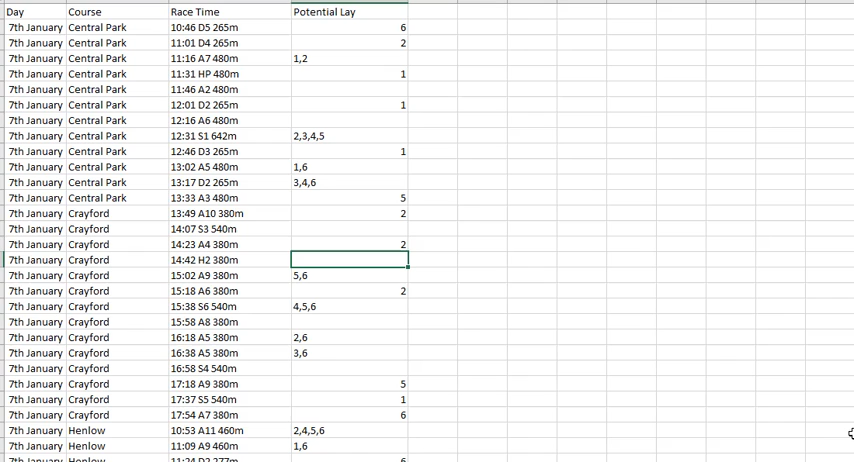 Day Course Race Time Potential Lay
7th January Central Park 10:46 D5 265m 6
7th January Central Park 11:01 D4 265m 2
7th January Central Park 11:16 A7 480m 1,2
7th January Central Park 11:31 HP 480m 1
7th January Central Park 11:46 A2 480m
7th January Central Park 12:01 D2 265m 1
7th January Central Park 12:16 A6 480m
7th January Central Park 12:31 S1 642m 2,3,4,5
7th January Central Park 12:46 D3 265m 1
7th January Central Park 13:02 A5 480m 1,6
7th January Central Park 13:17 D2 265m 3,4,6
7th January Central Park 13:33 A3 480m 5
7th January Crayford 13:49 A10 380m 2
7th January Crayford 14:07 S3 540m
7th January Crayford 14:23 A4 380m 2
7th January Crayford 14:42 H2 380m
7th January Crayford 15:02 A9 380m 5,6
7th January Crayford 15:18 A6 380m 2
7th January Crayford 15:38 S6 540m 4,5,6
7th January Crayford 15:58 A8 380m
7th January Crayford 16:18 A5 380m 2,6
7th January Crayford 16:38 A5 380m 3,6
7th January Crayford 16:58 S4 540m
7th January Crayford 17:18 A9 380m 5
7th January Crayford 17:37 S5 540m 1
7th January Crayford 17:54 A7 380m 6
7th January Henlow 10:53 A11 460m 2,4,5,6
7th January Henlow 11:09 A9 460m 1,6
7th January Henlow 11:24 D2 277m 6